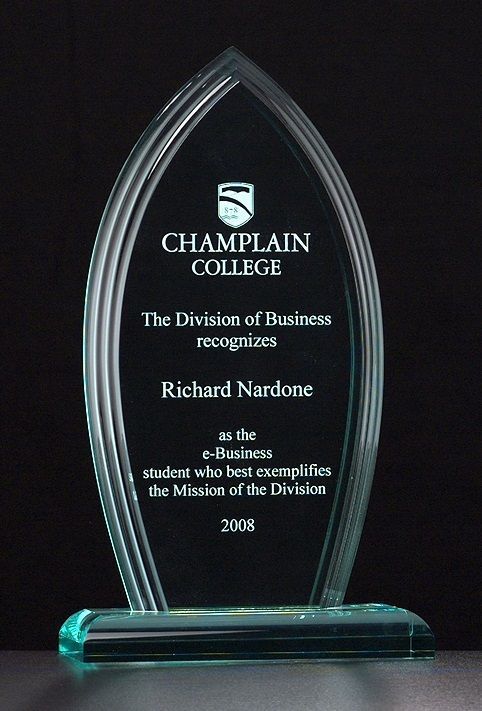 CHAMPLAIN
COLLEGE
The Division of Business
recognizes
Richard Nardone
as the
e-Business
student who best exemplifies
the Mission of the Division
2008